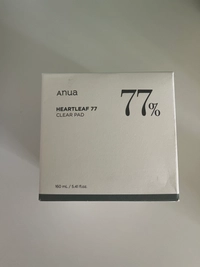 Anua
HEARTLEAF 77
CLEAR PAD
77%
160 mL / 5.41 fl.oz.